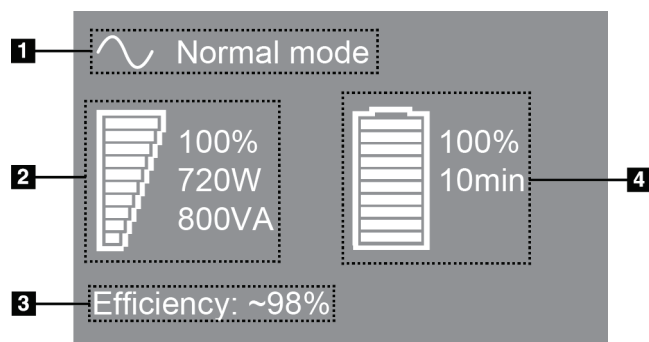 1
Normal mode
2
100%
720W
800VA
100%
10min
4
3
Efficiency: ~98%